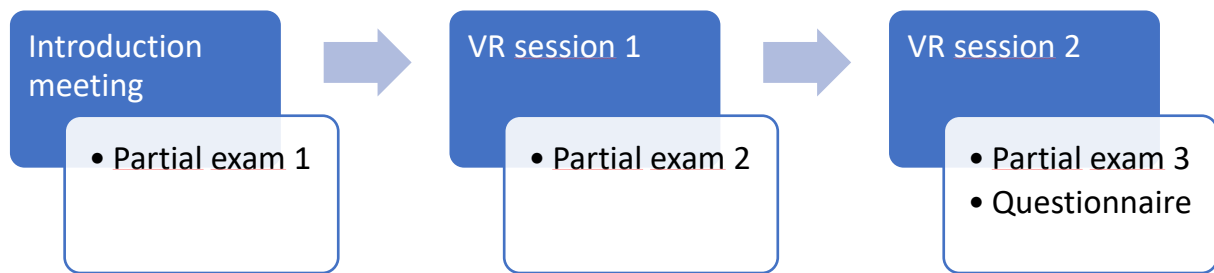 Introduction
meeting
• Partial exam 1
VR session 1
• Partial exam 2
VR session 2
• Partial exam 3
• Questionnaire